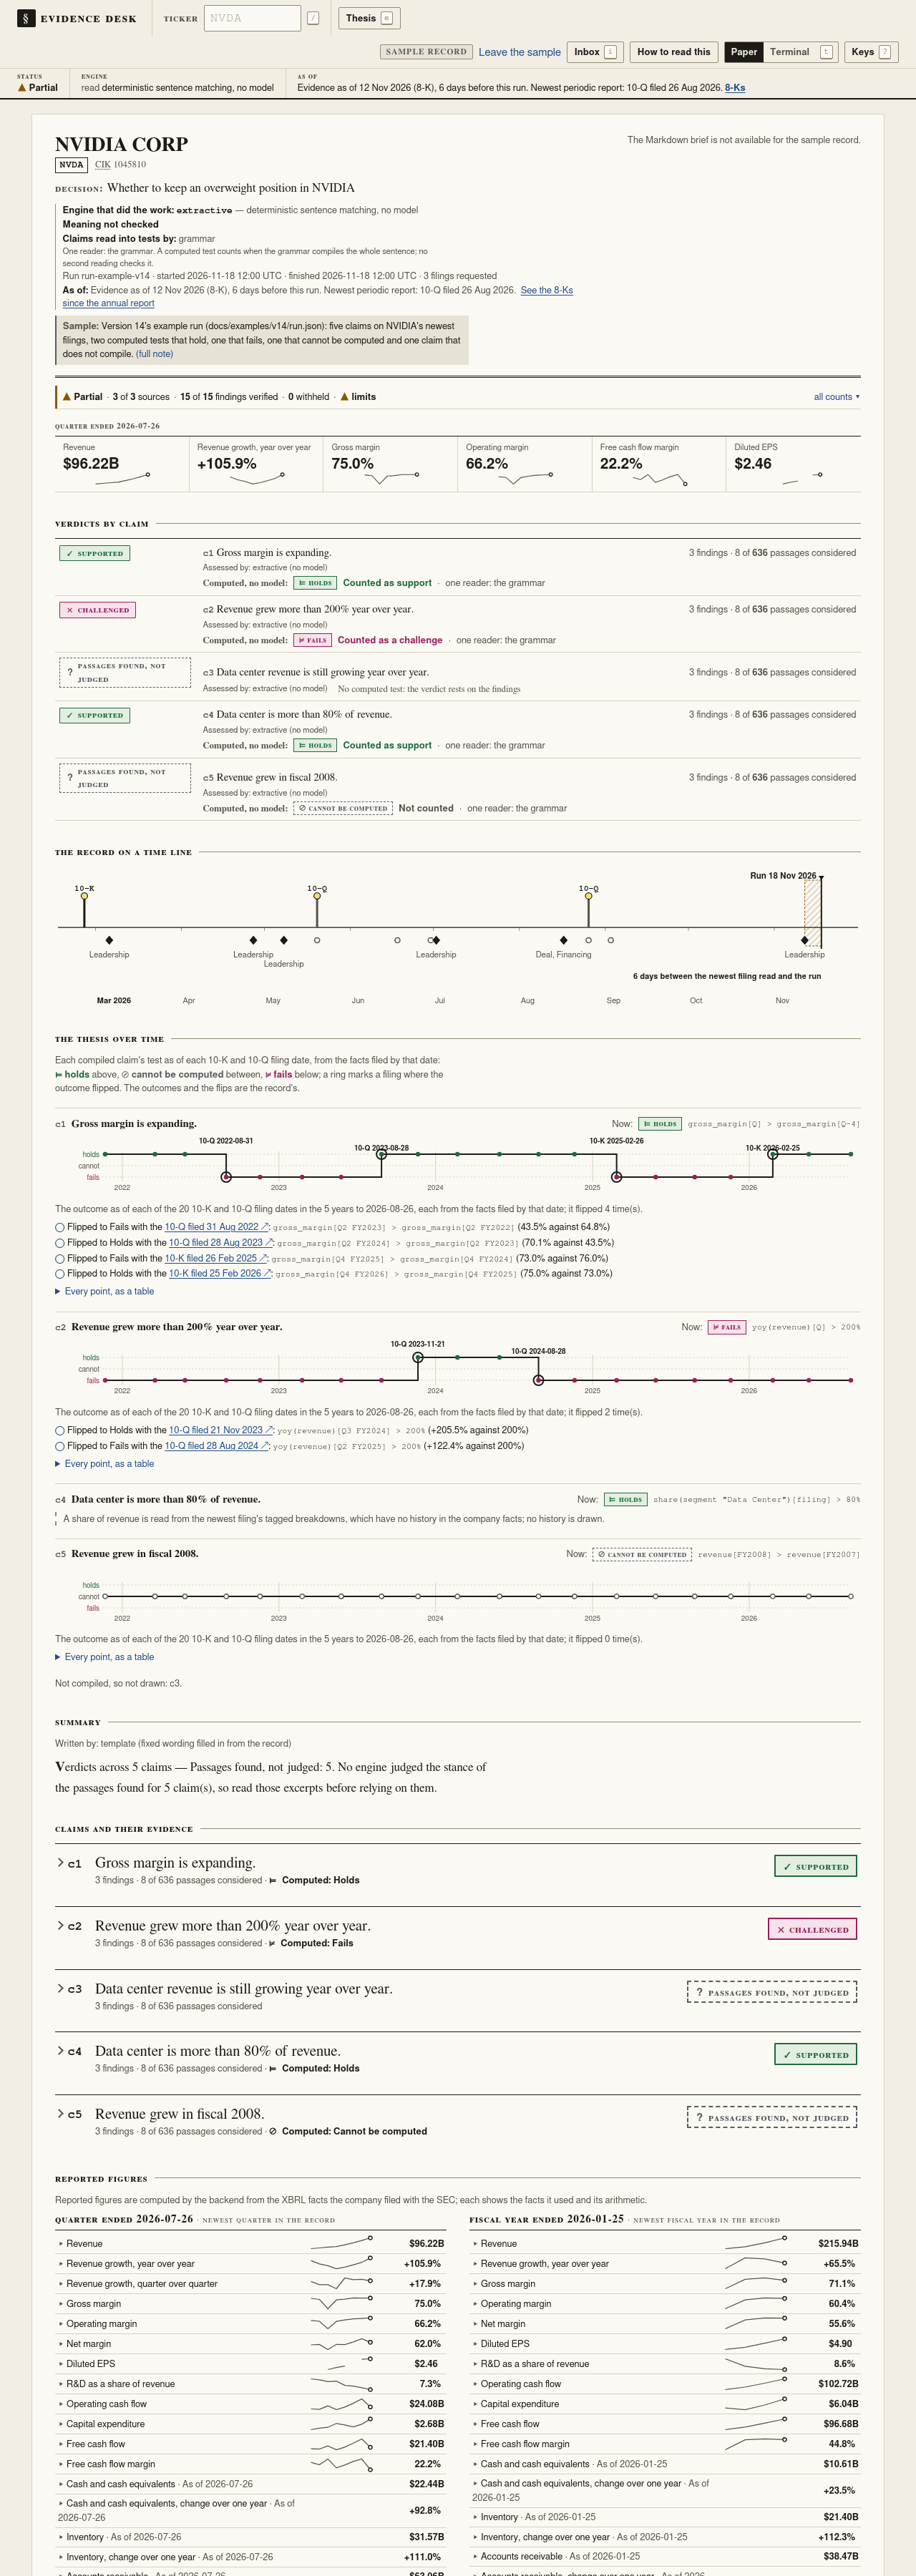 § EVIDENCE DESK TICKER NVDA / Thesis e
SAMPLE RECORD Leave the sample Inbox i How to read this Paper Terminal t Keys ?
STATUS ENGINE AS OF
Partial read deterministic sentence matching, no model Evidence as of 12 Nov 2026 (8-K), 6 days before this run. Newest periodic report: 10-Q filed 26 Aug 2026. 8-Ks
NVIDIA CORP The Markdown brief is not available for the sample record.
NVDA CIK 1045810
DECISION: Whether to keep an overweight position in NVIDIA
Engine that did the work: extractive — deterministic sentence matching, no model
Meaning not checked
Claims read into tests by: grammar
One reader: the grammar. A computed test counts when the grammar compiles the whole sentence; no
second reading checks it.
Run run-example-v14 · started 2026-11-18 12:00 UTC · finished 2026-11-18 12:00 UTC · 3 filings requested
As of: Evidence as of 12 Nov 2026 (8-K), 6 days before this run. Newest periodic report: 10-Q filed 26 Aug 2026. See the 8-Ks
since the annual report
Sample: Version 14's example run (docs/examples/v14/run.json): five claims on NVIDIA's newest
filings, two computed tests that hold, one that fails, one that cannot be computed and one claim that
does not compile. (full note)
Partial · 3 of 3 sources · 15 of 15 findings verified · 0 withheld · limits all counts
QUARTER ENDED 2026-07-26
Revenue Revenue growth, year over year Gross margin Operating margin Free cash flow margin Diluted EPS
$96.22B +105.9% 75.0% 66.2% 22.2% $2.46
VERDICTS BY CLAIM
✓ SUPPORTED c1 Gross margin is expanding. 3 findings · 8 of 636 passages considered
Assessed by: extractive (no model)
Computed, no model: ⊨ HOLDS Counted as support · one reader: the grammar
× CHALLENGED c2 Revenue grew more than 200% year over year. 3 findings · 8 of 636 passages considered
Assessed by: extractive (no model)
Computed, no model: ⊭ FAILS Counted as a challenge · one reader: the grammar
? PASSAGES FOUND, NOT JUDGED c3 Data center revenue is still growing year over year. 3 findings · 8 of 636 passages considered
Assessed by: extractive (no model) No computed test: the verdict rests on the findings
✓ SUPPORTED c4 Data center is more than 80% of revenue. 3 findings · 8 of 636 passages considered
Assessed by: extractive (no model)
Computed, no model: ⊨ HOLDS Counted as support · one reader: the grammar
? PASSAGES FOUND, NOT JUDGED c5 Revenue grew in fiscal 2008. 3 findings · 8 of 636 passages considered
Assessed by: extractive (no model)
Computed, no model: ⊘ CANNOT BE COMPUTED Not counted · one reader: the grammar
THE RECORD ON A TIME LINE
Run 18 Nov 2026
10-K 10-Q 10-Q
Leadership Leadership Leadership Deal, Financing Leadership
Leadership
6 days between the newest filing read and the run
Mar 2026 Apr May Jun Jul Aug Sep Oct Nov
THE THESIS OVER TIME
Each compiled claim's test as of each 10-K and 10-Q filing date, from the facts filed by that date:
⊨ holds above, ⊘ cannot be computed between, ⊭ fails below; a ring marks a filing where the
outcome flipped. The outcomes and the flips are the record's.
c1 Gross margin is expanding. Now: ⊨ HOLDS gross_margin[Q] > gross_margin[Q-4]
10-Q 2022-08-31 10-Q 2023-08-28 10-K 2025-02-26 10-K 2026-02-25
holds
cannot
fails
2022 2023 2024 2025 2026
The outcome as of each of the 20 10-K and 10-Q filing dates in the 5 years to 2026-08-26, each from the facts filed by that date; it flipped 4 time(s).
Flipped to Fails with the 10-Q filed 31 Aug 2022 ↗: gross_margin[Q2 FY2023] > gross_margin[Q2 FY2022] (43.5% against 64.8%)
Flipped to Holds with the 10-Q filed 28 Aug 2023 ↗: gross_margin[Q2 FY2024] > gross_margin[Q2 FY2023] (70.1% against 43.5%)
Flipped to Fails with the 10-K filed 26 Feb 2025 ↗: gross_margin[Q4 FY2025] > gross_margin[Q4 FY2024] (73.0% against 76.0%)
Flipped to Holds with the 10-K filed 25 Feb 2026 ↗: gross_margin[Q4 FY2026] > gross_margin[Q4 FY2025] (75.0% against 73.0%)
Every point, as a table
c2 Revenue grew more than 200% year over year. Now: ⊭ FAILS yoy(revenue)[Q] > 200%
10-Q 2023-11-21 10-Q 2024-08-28
holds
cannot
fails
2022 2023 2024 2025 2026
The outcome as of each of the 20 10-K and 10-Q filing dates in the 5 years to 2026-08-26, each from the facts filed by that date; it flipped 2 time(s).
Flipped to Holds with the 10-Q filed 21 Nov 2023 ↗: yoy(revenue)[Q3 FY2024] > 200% (+205.5% against 200%)
Flipped to Fails with the 10-Q filed 28 Aug 2024 ↗: yoy(revenue)[Q2 FY2025] > 200% (+122.4% against 200%)
Every point, as a table
c4 Data center is more than 80% of revenue. Now: ⊨ HOLDS share(segment "Data Center")[filing] > 80%
A share of revenue is read from the newest filing's tagged breakdowns, which have no history in the company facts; no history is drawn.
c5 Revenue grew in fiscal 2008. Now: ⊘ CANNOT BE COMPUTED revenue[FY2008] > revenue[FY2007]
holds
cannot
fails
2022 2023 2024 2025 2026
The outcome as of each of the 20 10-K and 10-Q filing dates in the 5 years to 2026-08-26, each from the facts filed by that date; it flipped 0 time(s).
Every point, as a table
Not compiled, so not drawn: c3.
SUMMARY
Written by: template (fixed wording filled in from the record)
Verdicts across 5 claims — Passages found, not judged: 5. No engine judged the stance of
the passages found for 5 claim(s), so read those excerpts before relying on them.
CLAIMS AND THEIR EVIDENCE
c1 Gross margin is expanding. ✓ SUPPORTED
3 findings · 8 of 636 passages considered · ⊨ Computed: Holds
c2 Revenue grew more than 200% year over year. × CHALLENGED
3 findings · 8 of 636 passages considered · ⊭ Computed: Fails
c3 Data center revenue is still growing year over year. ? PASSAGES FOUND, NOT JUDGED
3 findings · 8 of 636 passages considered
c4 Data center is more than 80% of revenue. ✓ SUPPORTED
3 findings · 8 of 636 passages considered · ⊨ Computed: Holds
c5 Revenue grew in fiscal 2008. ? PASSAGES FOUND, NOT JUDGED
3 findings · 8 of 636 passages considered · ⊘ Computed: Cannot be computed
REPORTED FIGURES
Reported figures are computed by the backend from the XBRL facts the company filed with the SEC; each shows the facts it used and its arithmetic.
QUARTER ENDED 2026-07-26 · NEWEST QUARTER IN THE RECORD
Revenue $96.22B
Revenue growth, year over year +105.9%
Revenue growth, quarter over quarter +17.9%
Gross margin 75.0%
Operating margin 66.2%
Net margin 62.0%
Diluted EPS $2.46
R&D as a share of revenue 7.3%
Operating cash flow $24.08B
Capital expenditure $2.68B
Free cash flow $21.40B
Free cash flow margin 22.2%
Cash and cash equivalents · As of 2026-07-26 $22.44B
Cash and cash equivalents, change over one year · As of
2026-07-26 +92.8%
Inventory · As of 2026-07-26 $31.57B
Inventory, change over one year · As of 2026-07-26 +111.0%
FISCAL YEAR ENDED 2026-01-25 · NEWEST FISCAL YEAR IN THE RECORD
Revenue $215.94B
Revenue growth, year over year +65.5%
Gross margin 71.1%
Operating margin 60.4%
Net margin 55.6%
Diluted EPS $4.90
R&D as a share of revenue 8.6%
Operating cash flow $102.72B
Capital expenditure $6.04B
Free cash flow $96.68B
Free cash flow margin 44.8%
Cash and cash equivalents · As of 2026-01-25 $10.61B
Cash and cash equivalents, change over one year · As of
2026-01-25 +23.5%
Inventory · As of 2026-01-25 $21.40B
Inventory, change over one year · As of 2026-01-25 +112.3%
Accounts receivable · As of 2026-01-25 $38.47B